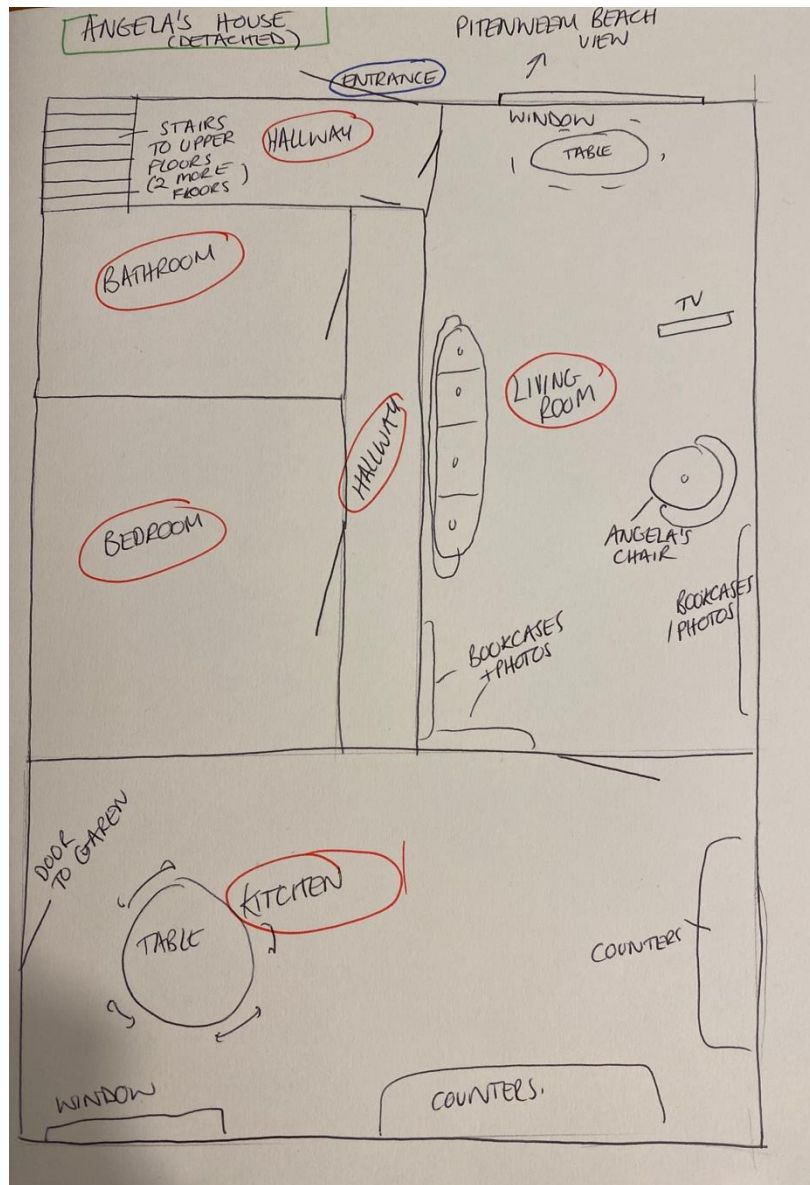 ANGELA'S HOUSE
(DETACHED)
PITENWEEM BEACH
VIEW
ENTRANCE
STAIRS
TO UPPER
FLOORS
(2 MORE )
FLOORS
HALLWAY
WINDOW
TABLE
BATHROOM
TV
LIVING
ROOM
HALLWAY
BEDROOM
ANGELA'S
CHAIR
BOOKCASES
+PHOTOS
BOOKCASES
/PHOTOS
DOOR
TO GAREN
KITCHEN
TABLE
COUNTERS
WINDOW
COUNTERS.